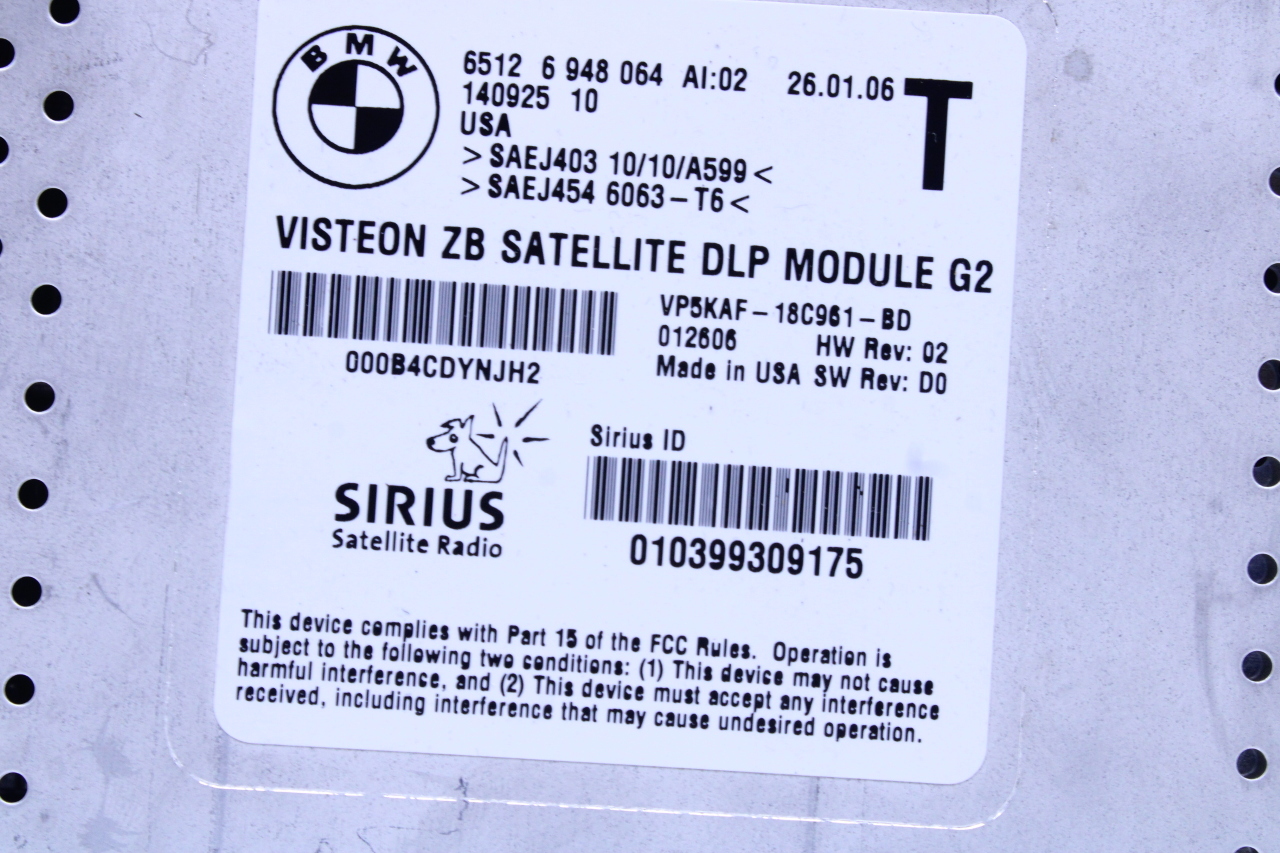 BMW
6512 6 948 064 AI:02 26.01.06 T
140925 10
USA
>SAEJ403 10/10/A599<
>SAEJ454 6063-T6<
VISTEON ZB SATELLITE DLP MODULE G2
VP5KAF-18C961-BD
012606 HW Rev: 02
000B4CDYNJH2
Made in USA SW Rev: D0
Sirius ID
SIRIUS
Satellite Radio
010399309175
This device complies with Part 15 of the FCC Rules. Operation is
subject to the following two conditions: (1) This device may not cause
harmful interference, and (2) This device must accept any interference
received, including interference that may cause undesired operation.